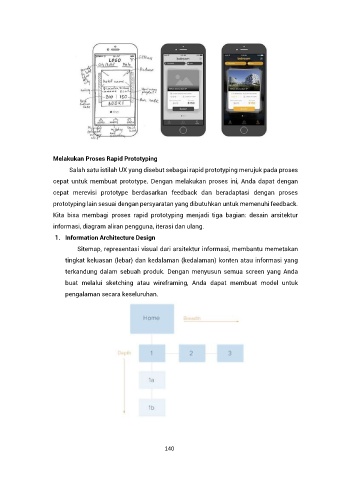 LOGO
Melakukan Proses Rapid Prototyping
Salah satu istilah UX yang disebut sebagai rapid prototyping merujuk pada proses
cepat untuk membuat prototype. Dengan melakukan proses ini, Anda dapat dengan
cepat merevisi prototype berdasarkan feedback dan beradaptasi dengan proses
prototyping lain sesuai dengan persyaratan yang dibutuhkan untuk memenuhi feedback.
Kita bisa membagi proses rapid prototyping menjadi tiga bagian: desain arsitektur
informasi, diagram aliran pengguna, iterasi dan ulang.
1. Information Architecture Design
Sitemap, representasi visual dari arsitektur informasi, membantu memetakan
tingkat keluasan (lebar) dan kedalaman (kedalaman) konten atau informasi yang
terkandung dalam sebuah produk. Dengan menyusun semua screen yang Anda
buat melalui sketching atau wireframing, Anda dapat membuat model untuk
pengalaman secara keseluruhan.
Home Breadth
Depth 1 2 3
1a
1b
140